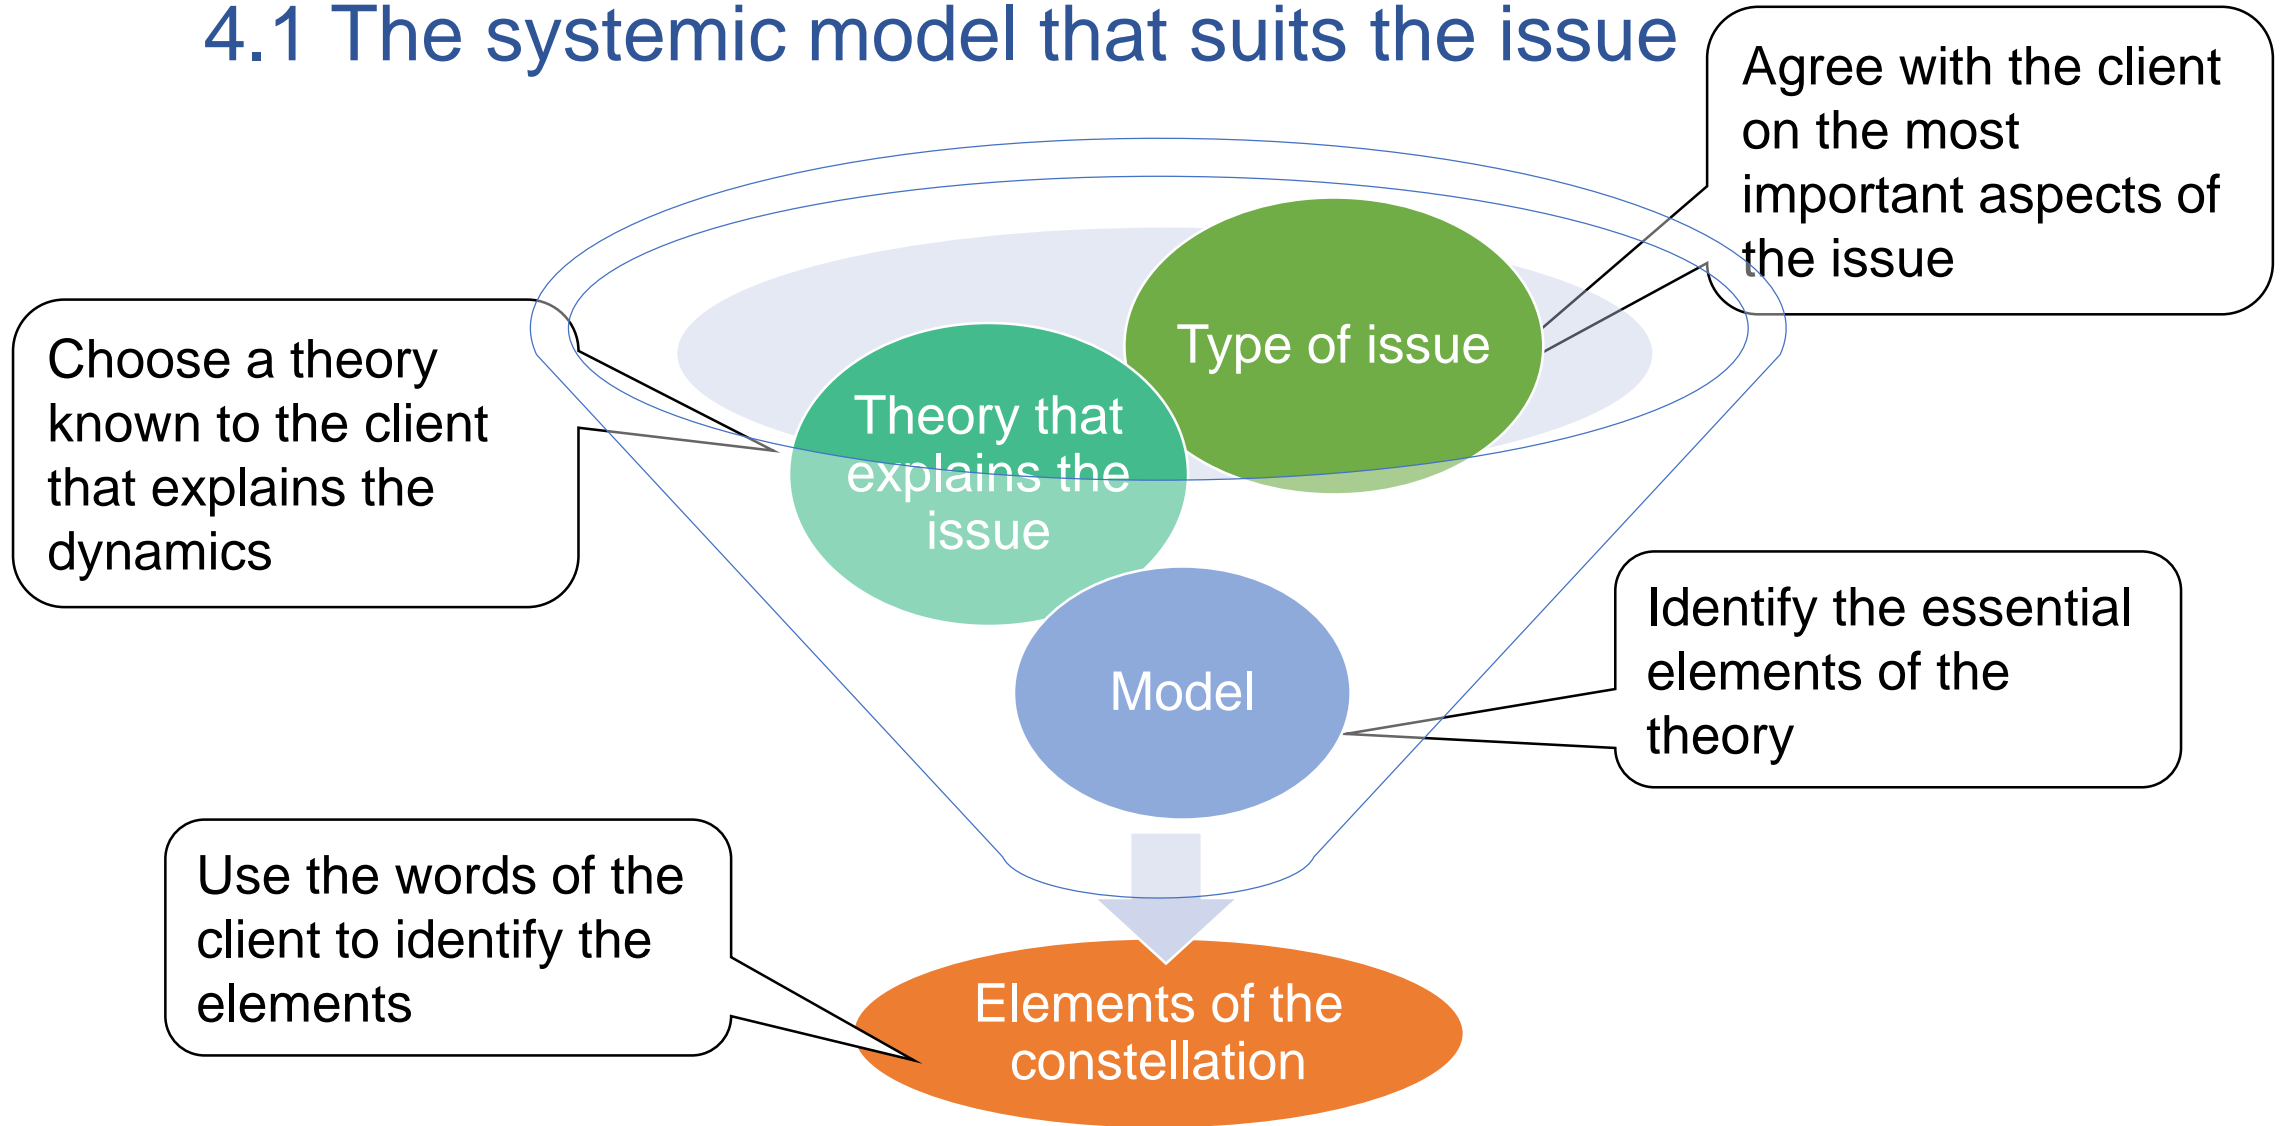 4.1 The systemic model that suits the issue
Agree with the client
on the most
important aspects of
the issue
Type of issue
Choose a theory
known to the client
that explains the
dynamics
Theory that
explains the
issue
Identify the essential
elements of the
theory
Model
Use the words of the
client to identify the
elements
Elements of the
constellation